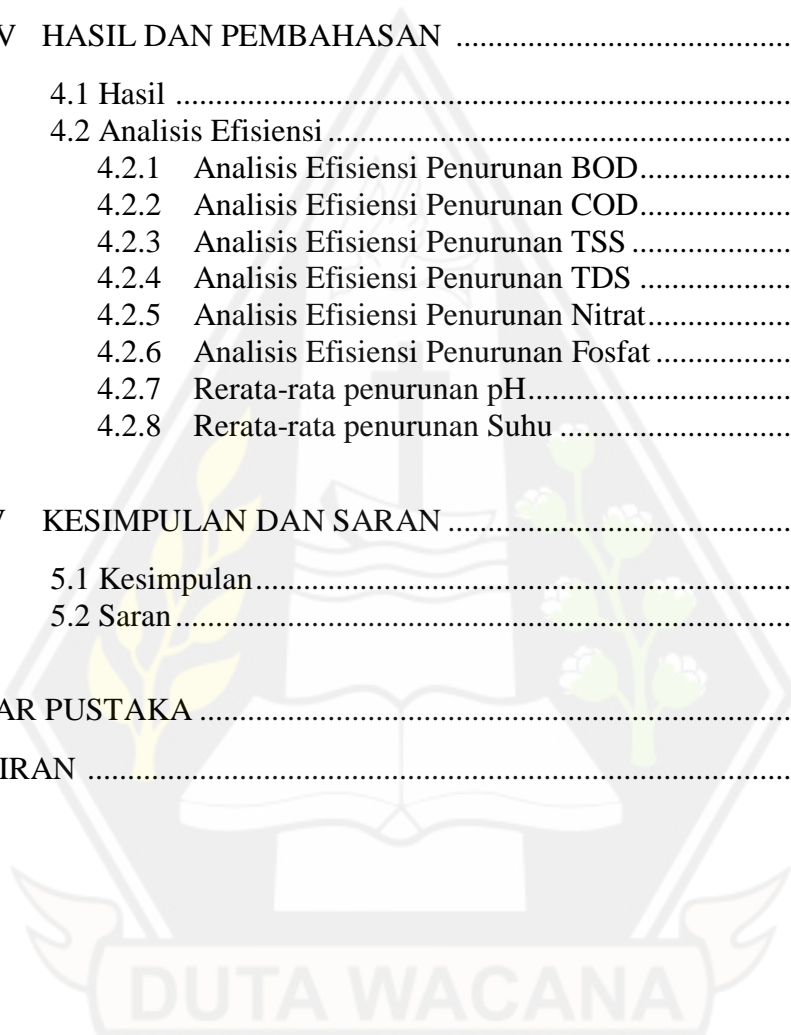 V HASIL DAN PEMBAHASAN ..........................................
4.1 Hasil ..............................................................................
4.2 Analisis Efisiensi ..........................................................
4.2.1 Analisis Efisiensi Penurunan BOD...................
4.2.2 Analisis Efisiensi Penurunan COD...................
4.2.3 Analisis Efisiensi Penurunan TSS ....................
4.2.4 Analisis Efisiensi Penurunan TDS ...................
4.2.5 Analisis Efisiensi Penurunan Nitrat..................
4.2.6 Analisis Efisiensi Penurunan Fosfat .................
4.2.7 Rerata-rata penurunan pH.................................
4.2.8 Rerata-rata penurunan Suhu .............................
V KESIMPULAN DAN SARAN ...........................................
5.1 Kesimpulan....................................................................
5.2 Saran ..............................................................................
AR PUSTAKA ..........................................................................
IRAN ........................................................................................
DUTA WACANA